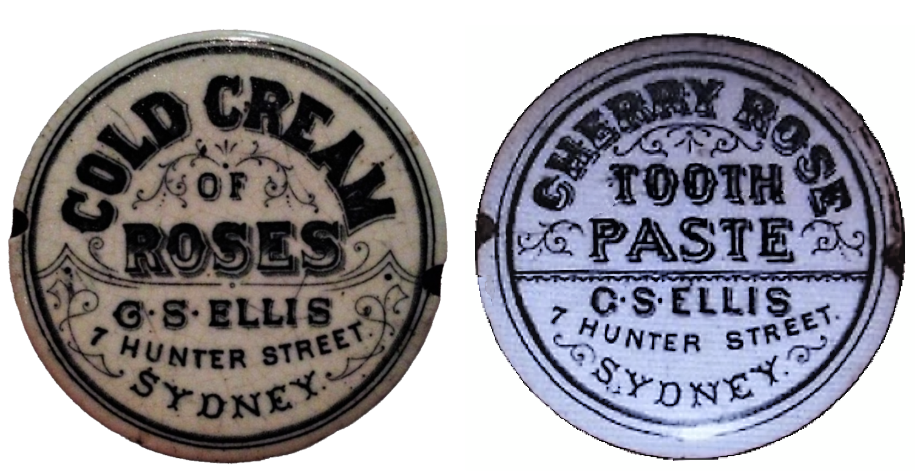 COLD CREAM
OF
ROSES
C·S·ELLIS
7 HUNTER STREET.
SYDNEY.
CHERRY ROSE
TOOTH
PASTE
C·S·ELLIS
7 HUNTER STREET.
SYDNEY.